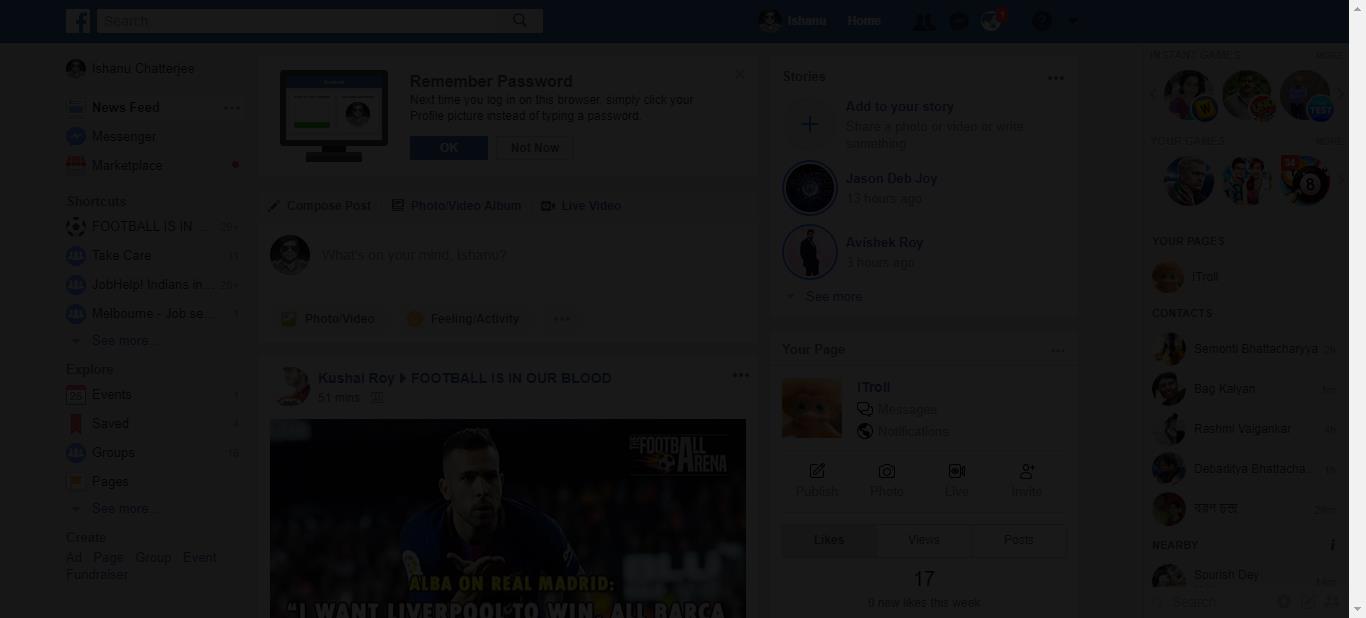 Search
Ishanu
Home
1
Ishanu Chatterjee
News Feed
Messenger
Marketplace
Shortcuts
FOOTBALL IS IN ... 20+
Take Care 11
JobHelp! Indians in... 20+
Melbourne - Job se... 1
See more...
Explore
Events 1
Saved 4
Groups 16
Pages
See more...
Create
Ad Page Group Event
Fundraiser
Remember Password
Next time you log in on this browser, simply click your
Profile picture instead of typing a password.
OK
Not Now
Compose Post
Photo/Video Album
Live Video
What's on your mind, Ishanu?
Photo/Video
Feeling/Activity
Kushal Roy ▸ FOOTBALL IS IN OUR BLOOD
51 mins
FOOTBALL
ARENA
ALBA ON REAL MADRID:
"I WANT LIVERPOOL TO WIN. ALL BARCA
Stories
Add to your story
Share a photo or video or write
something
Jason Deb Joy
13 hours ago
Avishek Roy
3 hours ago
See more
Your Page
ITroll
Messages
Notifications
Publish
Photo
Live
Invite
Likes
Views
Posts
17
0 new likes this week
INSTANT GAMES
MORE
TEST
YOUR GAMES
MORE
8
YOUR PAGES
ITroll
CONTACTS
Semonti Bhattacharyya 2h
Bag Kalyan
Rashmi Vaigankar 4h
Debaditya Bhattacha... 1h
NEARBY
Spurish Dey 14m
Search